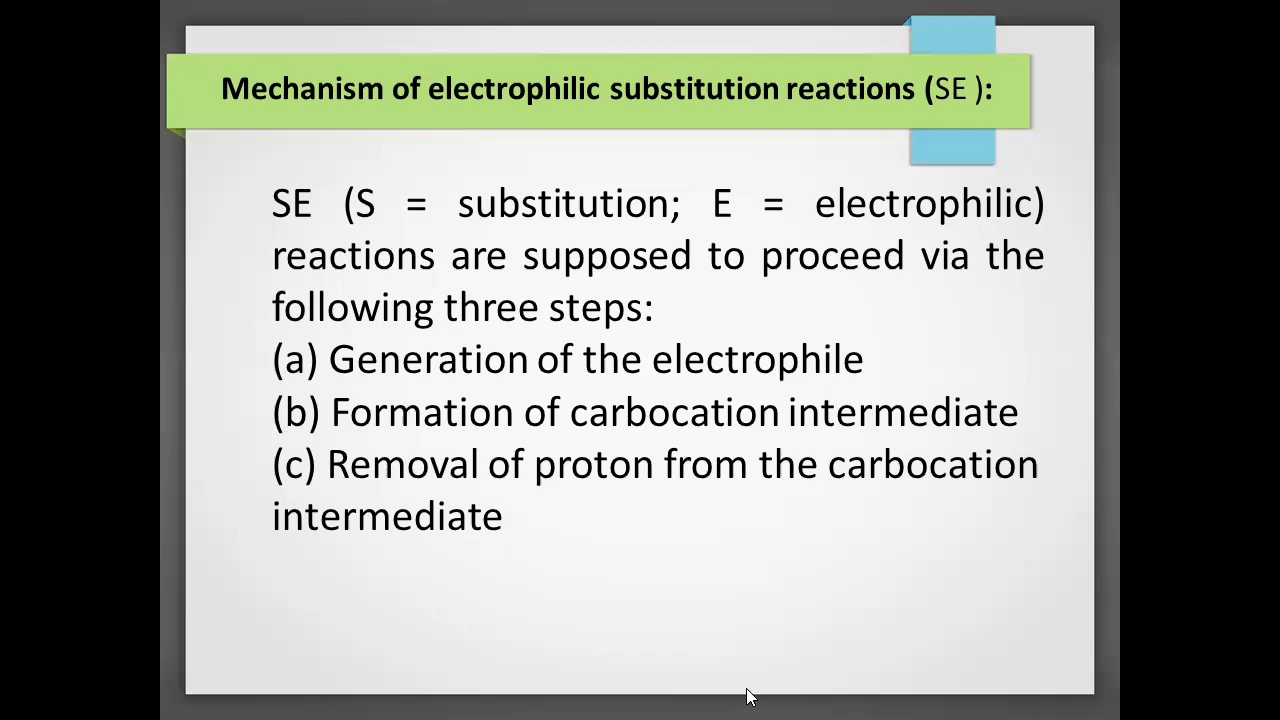 Mechanism of electrophilic substitution reactions (SE ):
SE (S = substitution; E = electrophilic)
reactions are supposed to proceed via the
following three steps:
(a) Generation of the electrophile
(b) Formation of carbocation intermediate
(c) Removal of proton from the carbocation
intermediate